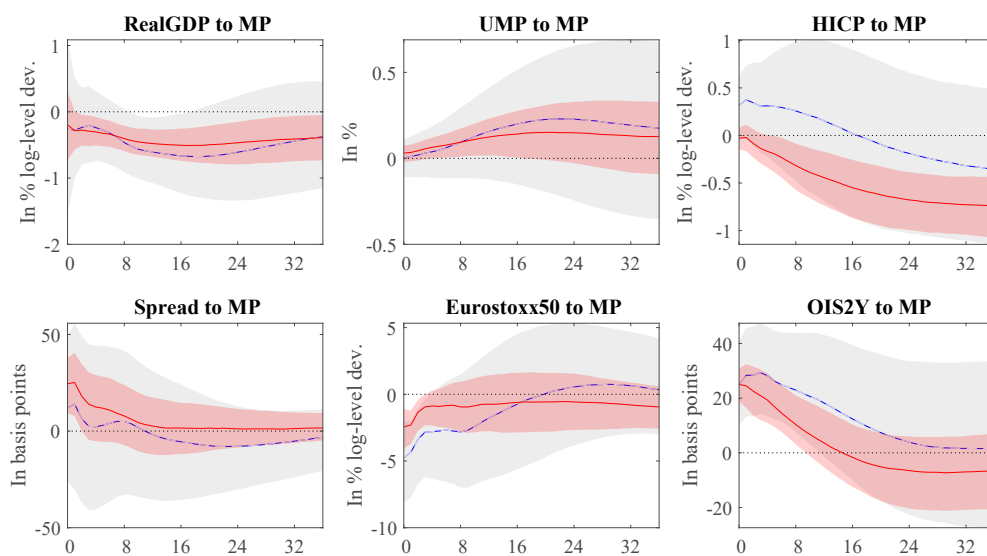 RealGDP to MP
UMP to MP
HICP to MP
In % log-level dev.
1
0
-1
-2
0 8 16 24 32
In %
0.5
0
-0.5
0 8 16 24 32
In % log-level dev.
1
0.5
0
-0.5
-1
0 8 16 24 32
Spread to MP
Eurostoxx50 to MP
OIS2Y to MP
In basis points
50
0
-50
0 8 16 24 32
In % log-level dev.
5
0
-5
-10
0 8 16 24 32
In basis points
40
20
0
-20
0 8 16 24 32